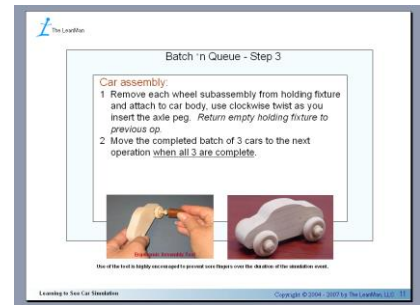 The LeanMan
Batch 'n Queue - Step 3
Car assembly:
1 Remove each wheel subassembly from holding fixture
and attach to car body, use clockwise twist as you
insert the axle peg. Return empty holding fixture to
previous op.
2 Move the completed batch of 3 cars to the next
operation when all 3 are complete.
Ergonomic Assembly Tool
Use of the tool is highly encouraged to prevent sore fingers over the duration of the simulation event.
Learning to See Car Simulation
Copyright © 2004 - 2007 by The LeanMan LLC 11